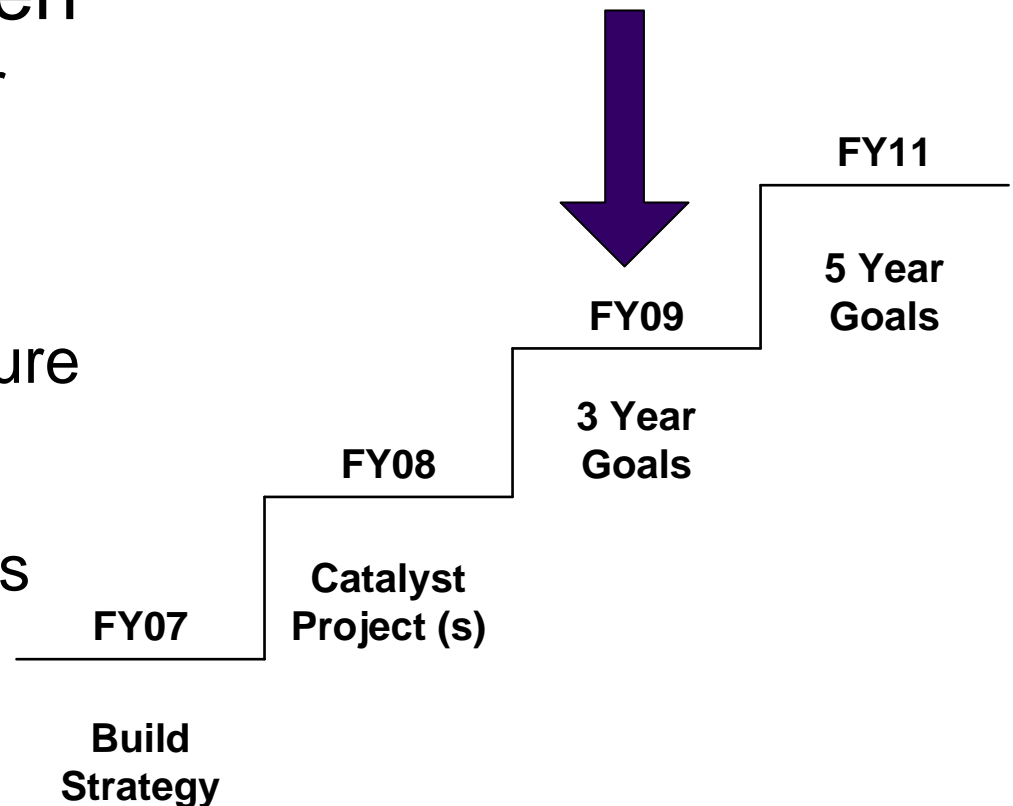 FY11
5 Year
Goals
FY09
3 Year
Goals
FY08
Catalyst
Project (s)
FY07
Build
Strategy